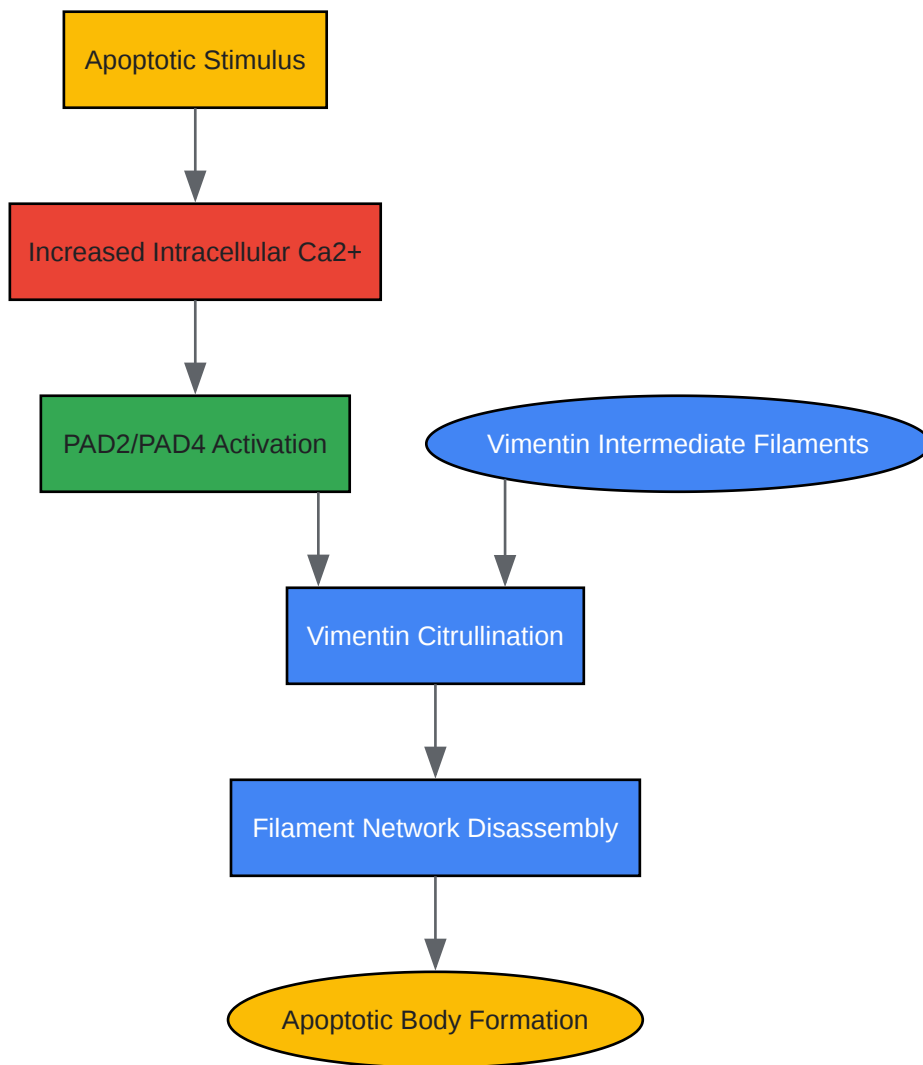 Apoptotic Stimulus
Increased Intracellular Ca2+
PAD2/PAD4 Activation
Vimentin Intermediate Filaments
Vimentin Citrullination
Filament Network Disassembly
Apoptotic Body Formation